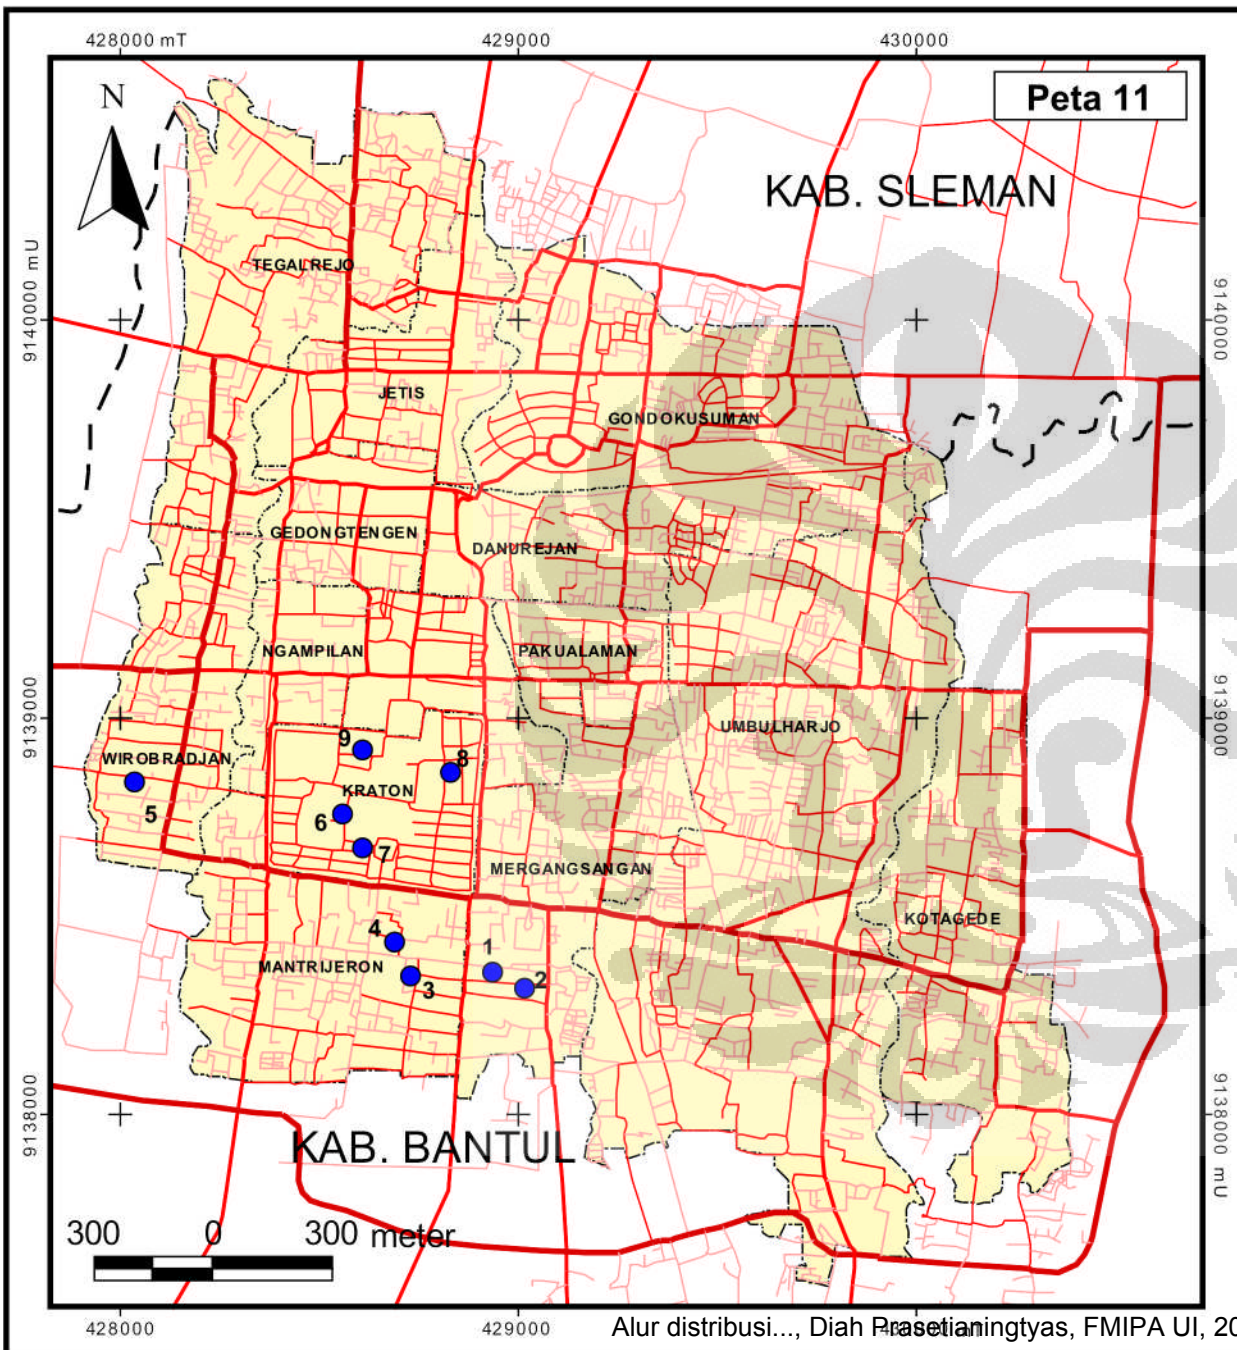 428000 mT 429000 430000
Peta 11
N
KAB. SLEMAN
TEGALREJO
9140000 mU
9140000
JETIS
GONDOKUSUMAN
GEDONGTENGEN
DANUREJAN
NGAMPILAN
PAKUALAMAN
9139000
9139000
UMBULHARJO
9
WIROBRADJAN
8
KRATON
5
6
7
MERGANGSANGAN
KOTAGEDE
4
1
MANTRIJERON
3
2
9138000
9138000 mU
KAB. BANTUL
300 0 300 meter
428000 429000
Alur distribusi..., Diah Prasetianingtyas, FMIPA UI, 20